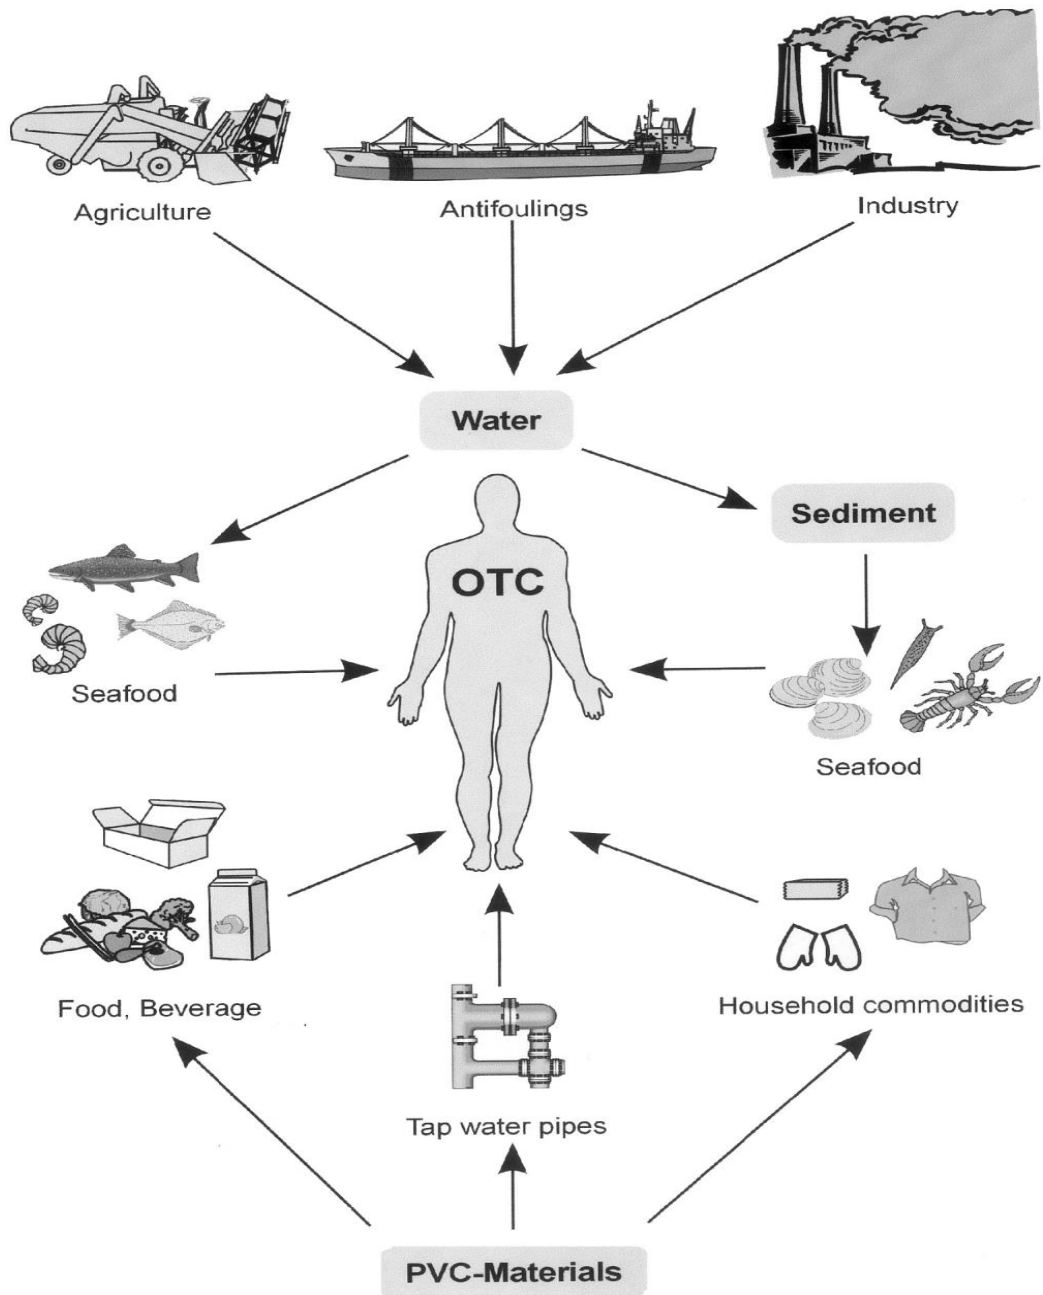 Agriculture
Antifoulings
Industry
Water
Sediment
OTC
Seafood
Seafood
Food, Beverage
Household commodities
Tap water pipes
PVC-Materials